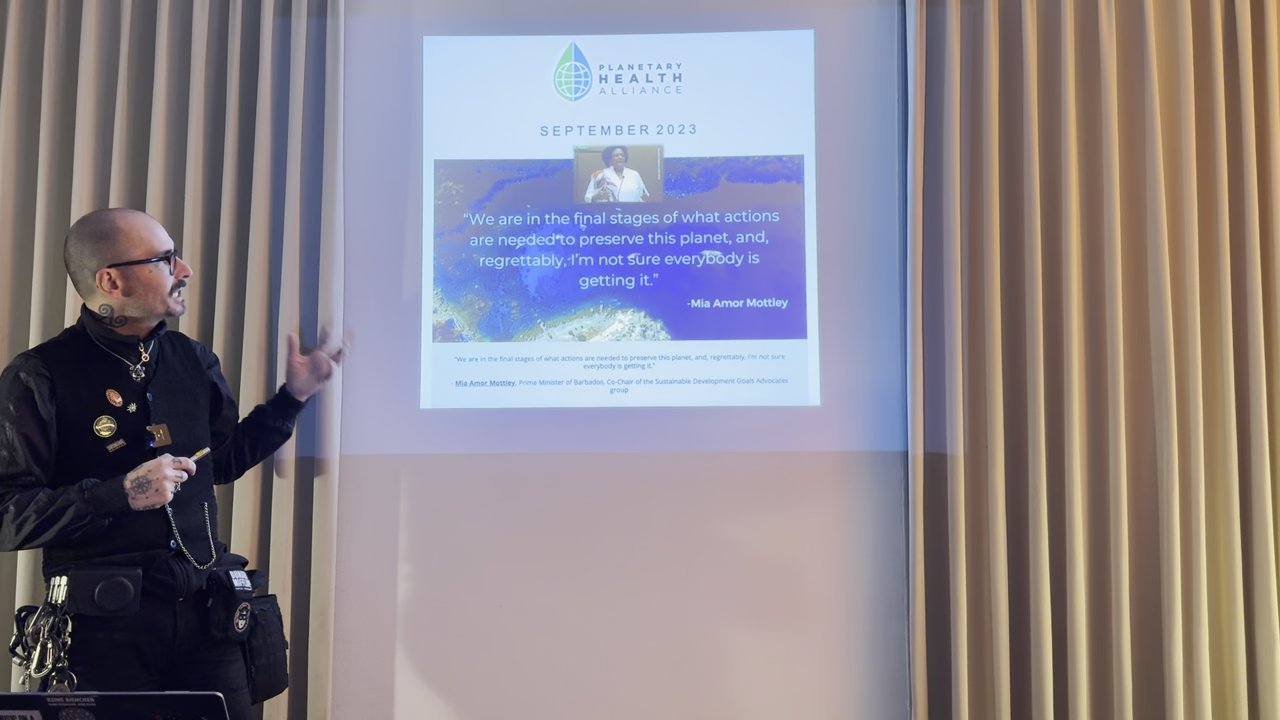 PLANETARY
HEALTH
ALLIANCE
SEPTEMBER 2023
“We are in the final stages of what actions
are needed to preserve this planet, and,
regrettably, I’m not sure everybody is
getting it.”
-Mia Amor Mottley
“We are in the final stages of what actions are needed to preserve this planet, and, regrettably, I’m not sure
everybody is getting it.”
Mia Amor Mottley, Prime Minister of Barbados, Co-Chair of the Sustainable Development Goals Advocates
group